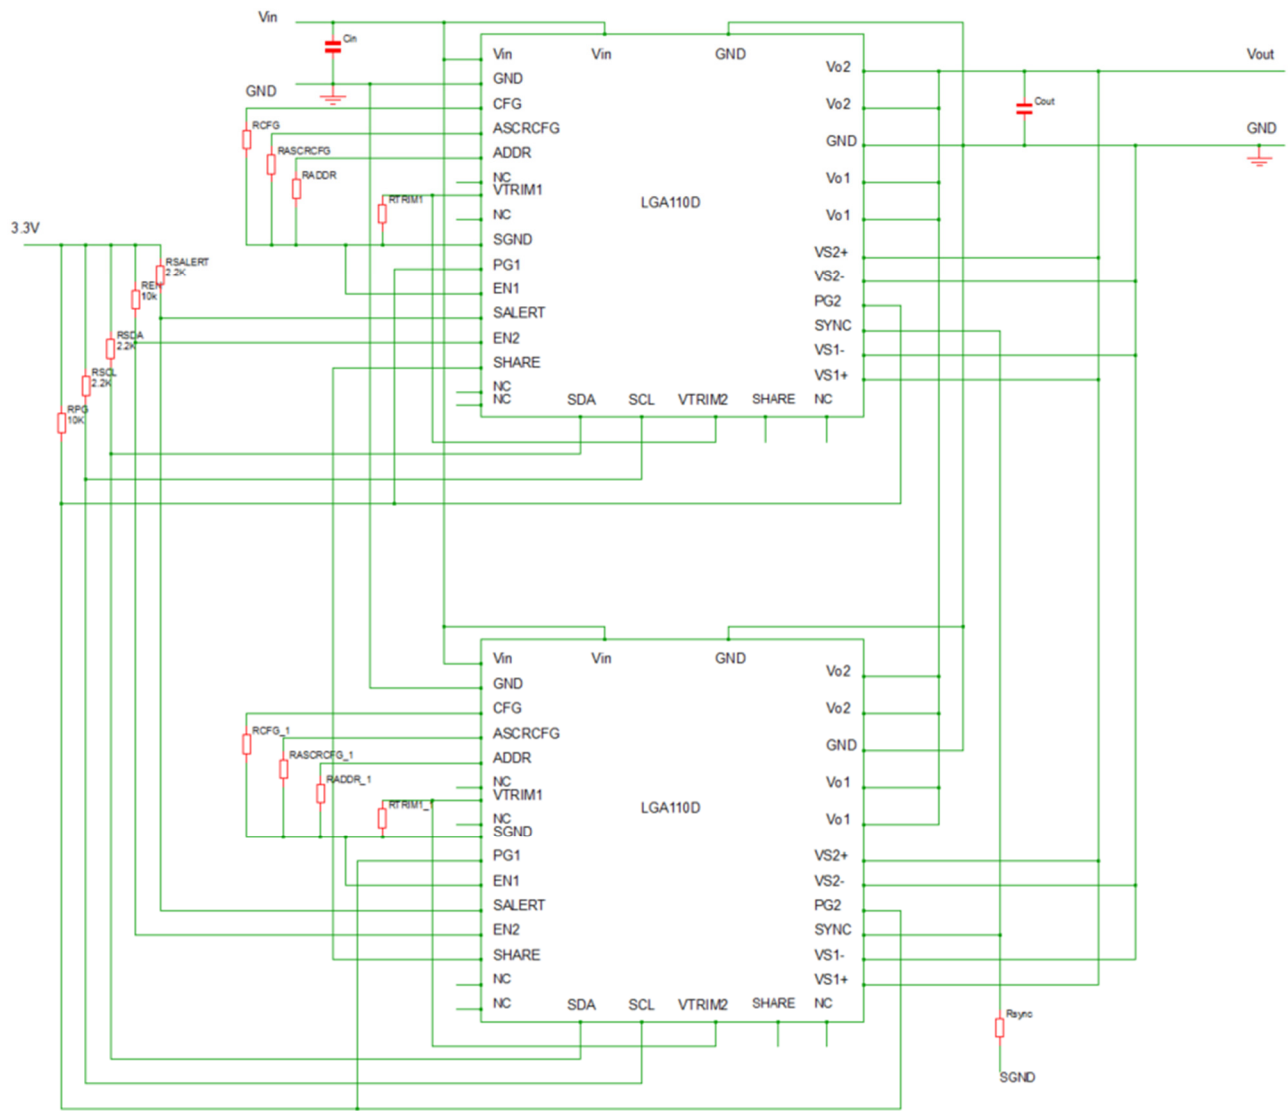 Vin
Cin
GND
RCFG
RASCRCFG
RADDR
RTRIM1
3.3V
RSALERT
2.2K
REN
10k
RSDA
2.2K
RSCL
2.2K
RPG
10K
Vin
GND
CFG
ASCRCFG
ADDR
NC
VTRIM1
NC
SGND
PG1
EN1
SALERT
EN2
SHARE
NC
NC
Vin
GND
LGA110D
SDA
SCL
VTRIM2
SHARE
NC
Vo2
Vo2
GND
Vo1
Vo1
VS2+
VS2-
PG2
SYNC
VS1-
VS1+
Vout
Cout
GND
RCFG_1
RASCRCFG_1
RADDR_1
RTRIM1_1
Vin
GND
CFG
ASCRCFG
ADDR
NC
VTRIM1
NC
SGND
PG1
EN1
SALERT
EN2
SHARE
NC
NC
Vin
GND
LGA110D
SDA
SCL
VTRIM2
SHARE
NC
Vo2
Vo2
GND
Vo1
Vo1
VS2+
VS2-
PG2
SYNC
VS1-
VS1+
Rsync
SGND